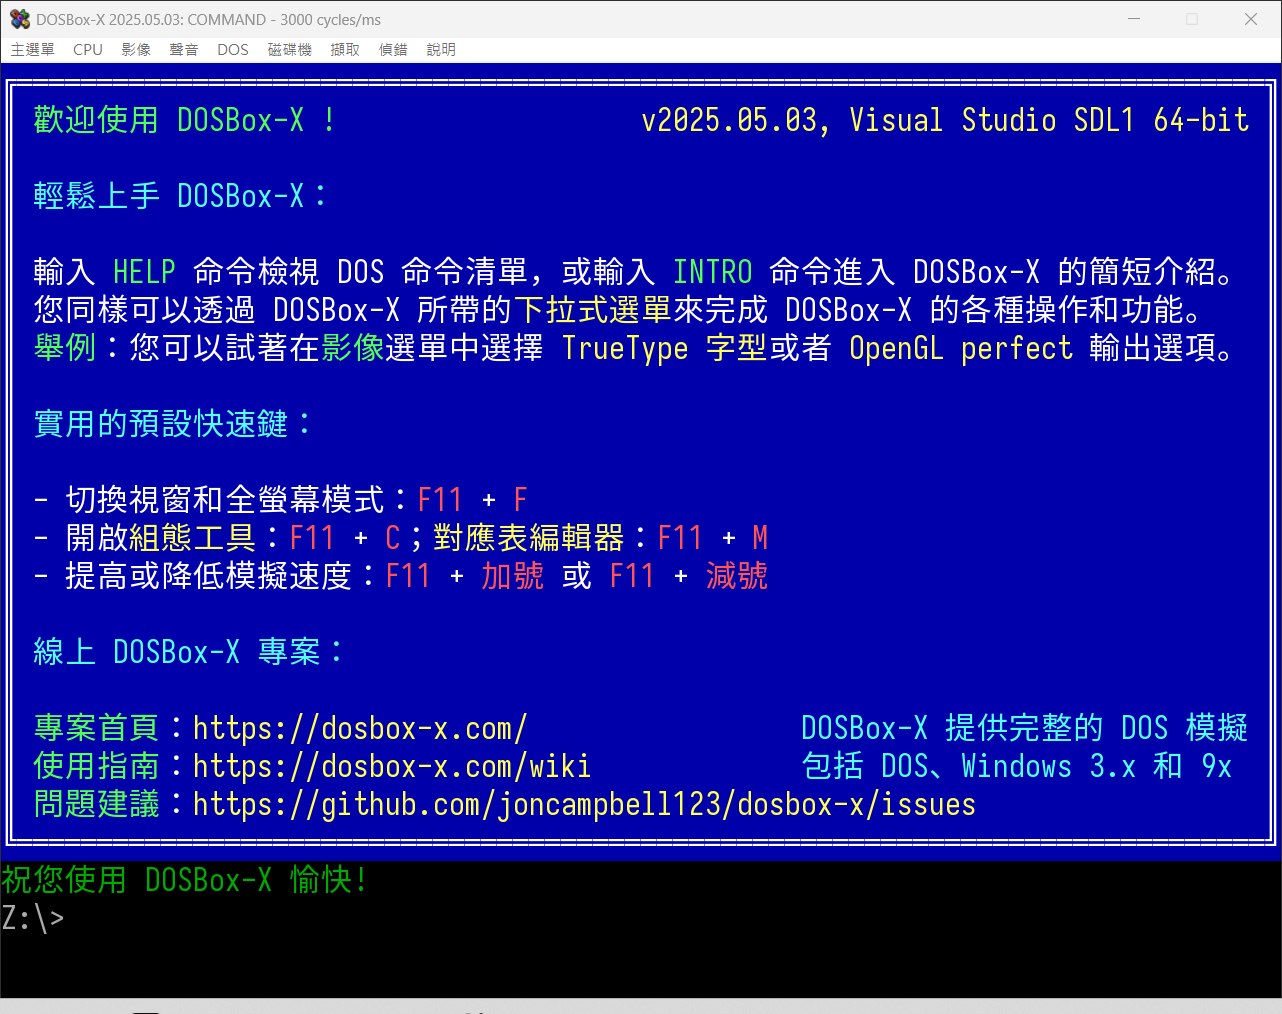 DOSBox-X 2025.05.03: COMMAND - 3000 cycles/ms
主選單 CPU 影像 聲音 DOS 磁碟機 擷取 偵錯 說明
歡迎使用 DOSBox-X ! v2025.05.03, Visual Studio SDL1 64-bit
輕鬆上手 DOSBox-X：
輸入 HELP 命令檢視 DOS 命令清單，或輸入 INTRO 命令進入 DOSBox-X 的簡短介紹。
您同樣可以透過 DOSBox-X 所帶的下拉式選單來完成 DOSBox-X 的各種操作和功能。
舉例：您可以試著在影像選單中選擇 TrueType 字型或者 OpenGL perfect 輸出選項。
實用的預設快速鍵：
- 切換視窗和全螢幕模式：F11 + F
- 開啟組態工具：F11 + C；對應表編輯器：F11 + M
- 提高或降低模擬速度：F11 + 加號 或 F11 + 減號
線上 DOSBox-X 專案：
專案首頁：https://dosbox-x.com/ DOSBox-X 提供完整的 DOS 模擬
使用指南：https://dosbox-x.com/wiki 包括 DOS、Windows 3.x 和 9x
問題建議：https://github.com/joncampbell123/dosbox-x/issues
祝您使用 DOSBox-X 愉快!
Z:\>